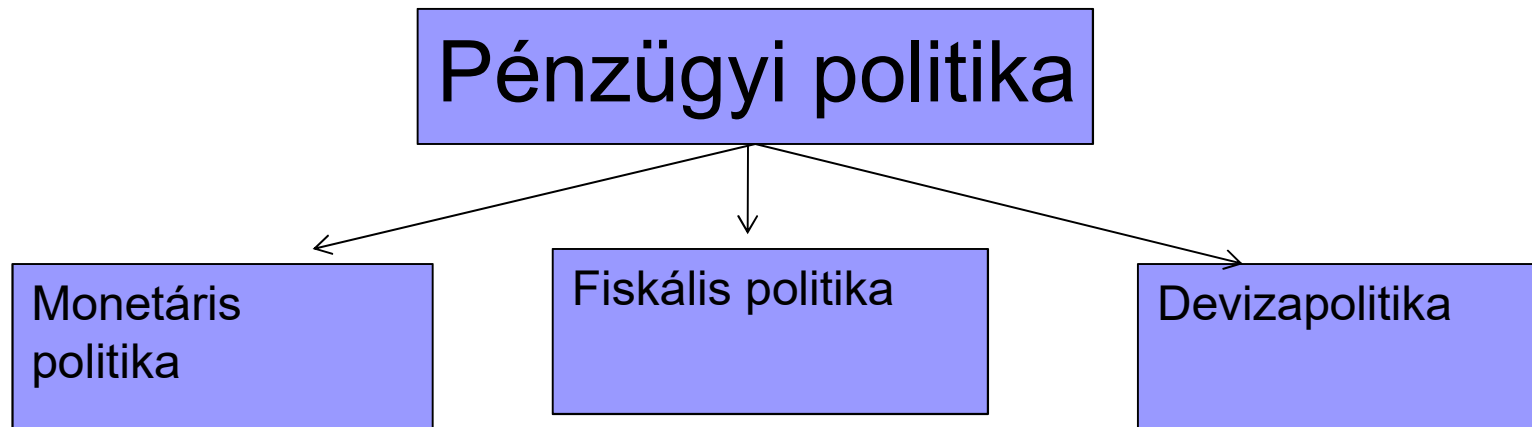 Pénzügyi politika
Monetáris
politika
Fiskális politika
Devizapolitika